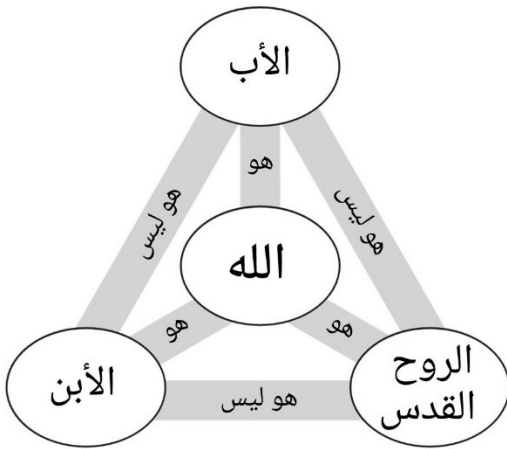 الأب
هو
هو ليس
هو ليس
الله
هو
هو
الروح
القدس
الأبن
هو ليس